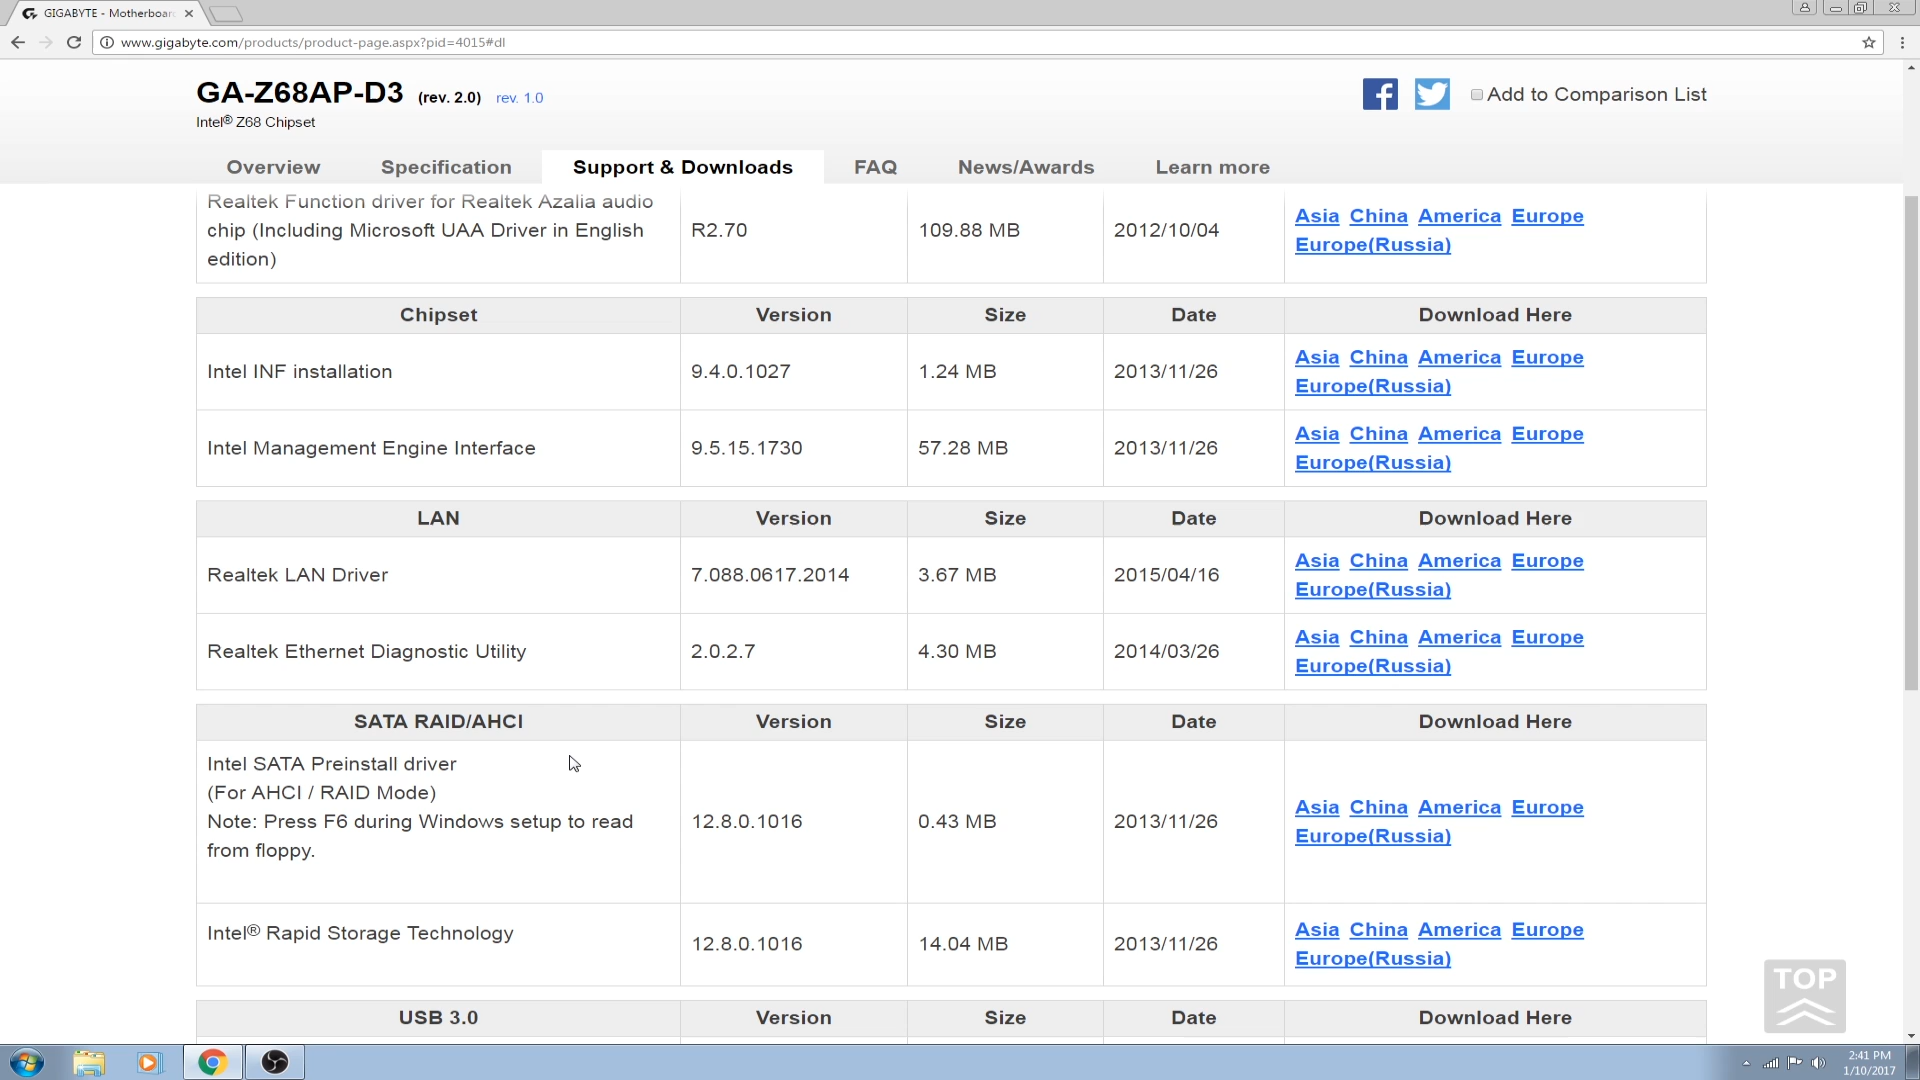 GIGABYTE - Motherboar
www.gigabyte.com/products/product-page.aspx?pid=4015#dl
GA-Z68AP-D3 (rev. 2.0) rev. 1.0
Add to Comparison List
Intel® Z68 Chipset
Overview Specification Support & Downloads FAQ News/Awards Learn more
Realtek Function driver for Realtek Azalia audio
chip (Including Microsoft UAA Driver in English
edition)
R2.70 109.88 MB 2012/10/04
Asia China America Europe
Europe(Russia)
Chipset Version Size Date Download Here
Intel INF installation 9.4.0.1027 1.24 MB 2013/11/26
Asia China America Europe
Europe(Russia)
Intel Management Engine Interface 9.5.15.1730 57.28 MB 2013/11/26
Asia China America Europe
Europe(Russia)
LAN Version Size Date Download Here
Realtek LAN Driver 7.088.0617.2014 3.67 MB 2015/04/16
Asia China America Europe
Europe(Russia)
Realtek Ethernet Diagnostic Utility 2.0.2.7 4.30 MB 2014/03/26
Asia China America Europe
Europe(Russia)
SATA RAID/AHCI Version Size Date Download Here
Intel SATA Preinstall driver
(For AHCI / RAID Mode)
Note: Press F6 during Windows setup to read
from floppy.
12.8.0.1016 0.43 MB 2013/11/26
Asia China America Europe
Europe(Russia)
Intel® Rapid Storage Technology 12.8.0.1016 14.04 MB 2013/11/26
Asia China America Europe
Europe(Russia)
TOP
USB 3.0 Version Size Date Download Here
2:41 PM
1/10/2017